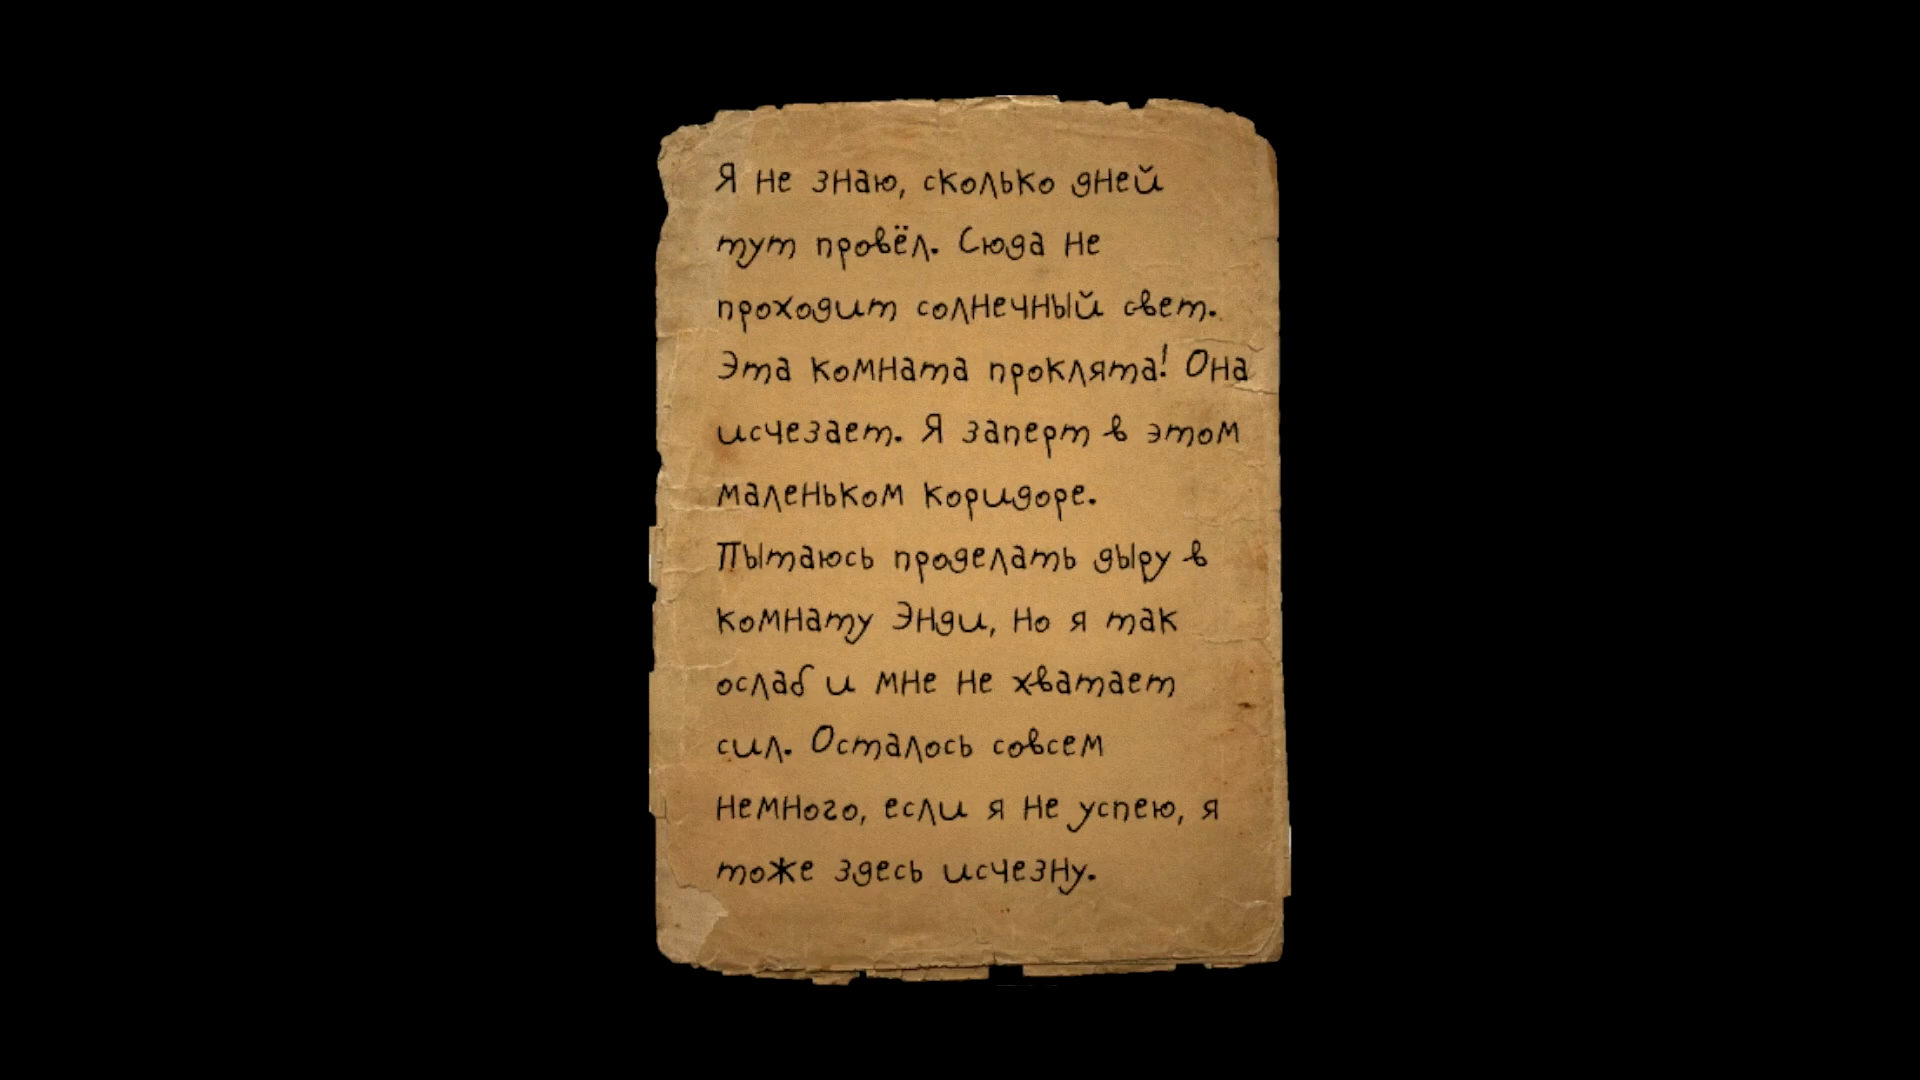 Я не знаю, сколько дней
тут провёл. Сюда не
проходит солнечный свет.
Эта комната проклята! Она
исчезает. Я заперт в этом
маленьком коридоре.
Пытаюсь проделать дыру в
комнату Энди, но я так
ослаб и мне не хватает
сил. Осталось совсем
немного, если я не успею, я
тоже здесь исчезну.